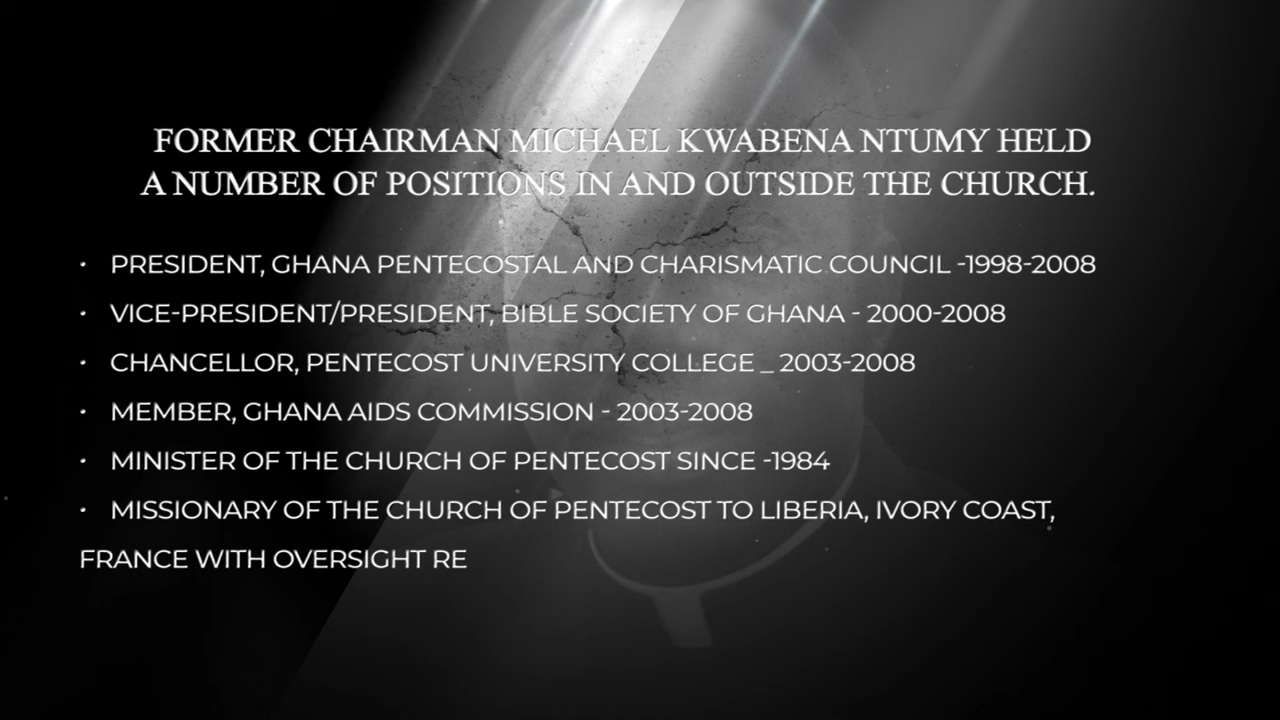 FORMER CHAIRMAN MICHAEL KWABENA NTUMY HELD
A NUMBER OF POSITIONS IN AND OUTSIDE THE CHURCH.
• PRESIDENT, GHANA PENTECOSTAL AND CHARISMATIC COUNCIL -1998-2008
• VICE-PRESIDENT/PRESIDENT, BIBLE SOCIETY OF GHANA - 2000-2008
• CHANCELLOR, PENTECOST UNIVERSITY COLLEGE _ 2003-2008
• MEMBER, GHANA AIDS COMMISSION - 2003-2008
• MINISTER OF THE CHURCH OF PENTECOST SINCE -1984
• MISSIONARY OF THE CHURCH OF PENTECOST TO LIBERIA, IVORY COAST,
FRANCE WITH OVERSIGHT RE